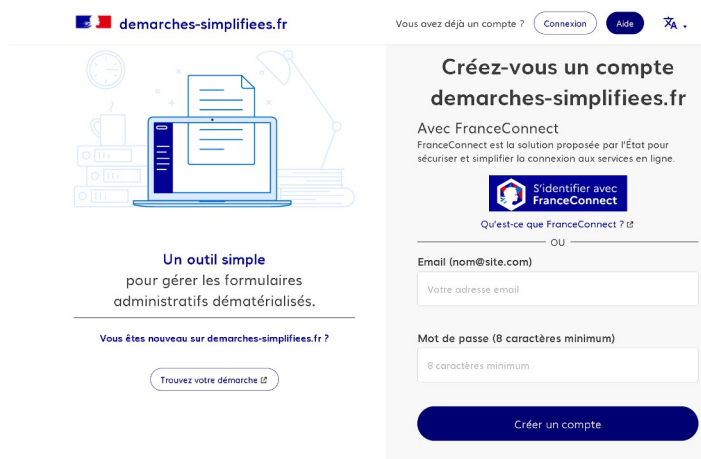 demarches-simplifiees.fr
Vous avez déjà un compte ?
Connexion
Aide
Un outil simple
pour gérer les formulaires
administratifs dématérialisés.
Vous êtes nouveau sur demarches-simplifiees.fr ?
Trouvez votre démarche
Créez-vous un compte
demarches-simplifiees.fr
Avec FranceConnect
FranceConnect est la solution proposée par l'État pour
sécuriser et simplifier la connexion aux services en ligne.
S'identifier avec
FranceConnect
Qu'est-ce que FranceConnect ?
OU
Email (nom@site.com)
Votre adresse email
Mot de passe (8 caractères minimum)
8 caractères minimum
Créer un compte